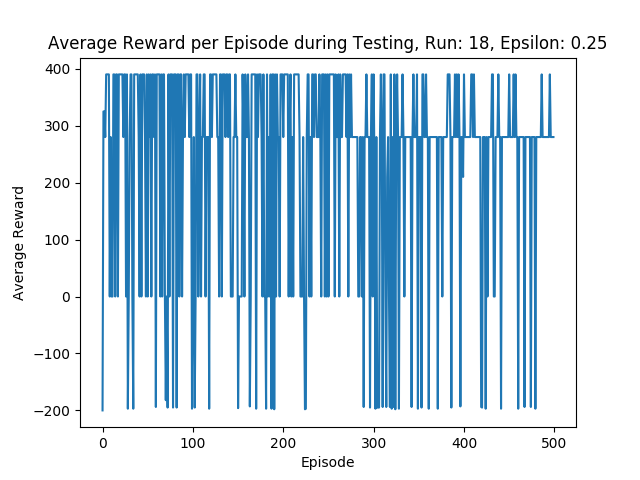 Average Reward per Episode during Testing, Run: 18, Epsilon: 0.25
400
300
200
100
0
−100
−200
Average Reward
0 100 200 300 400 500
Episode